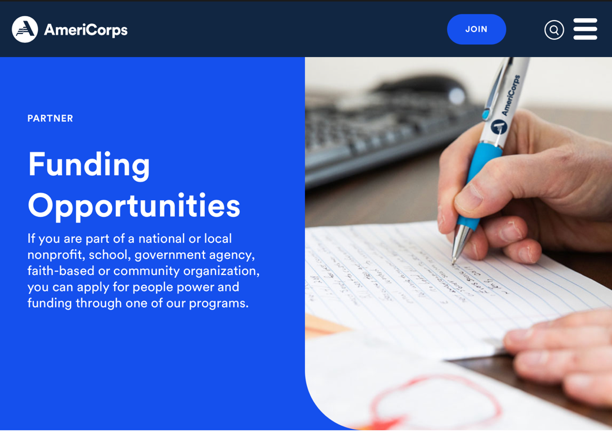 AmeriCorps
JOIN
PARTNER
Funding
Opportunities
If you are part of a national or local
nonprofit, school, government agency,
faith-based or community organization,
you can apply for people power and
funding through one of our programs.
AmeriCorps